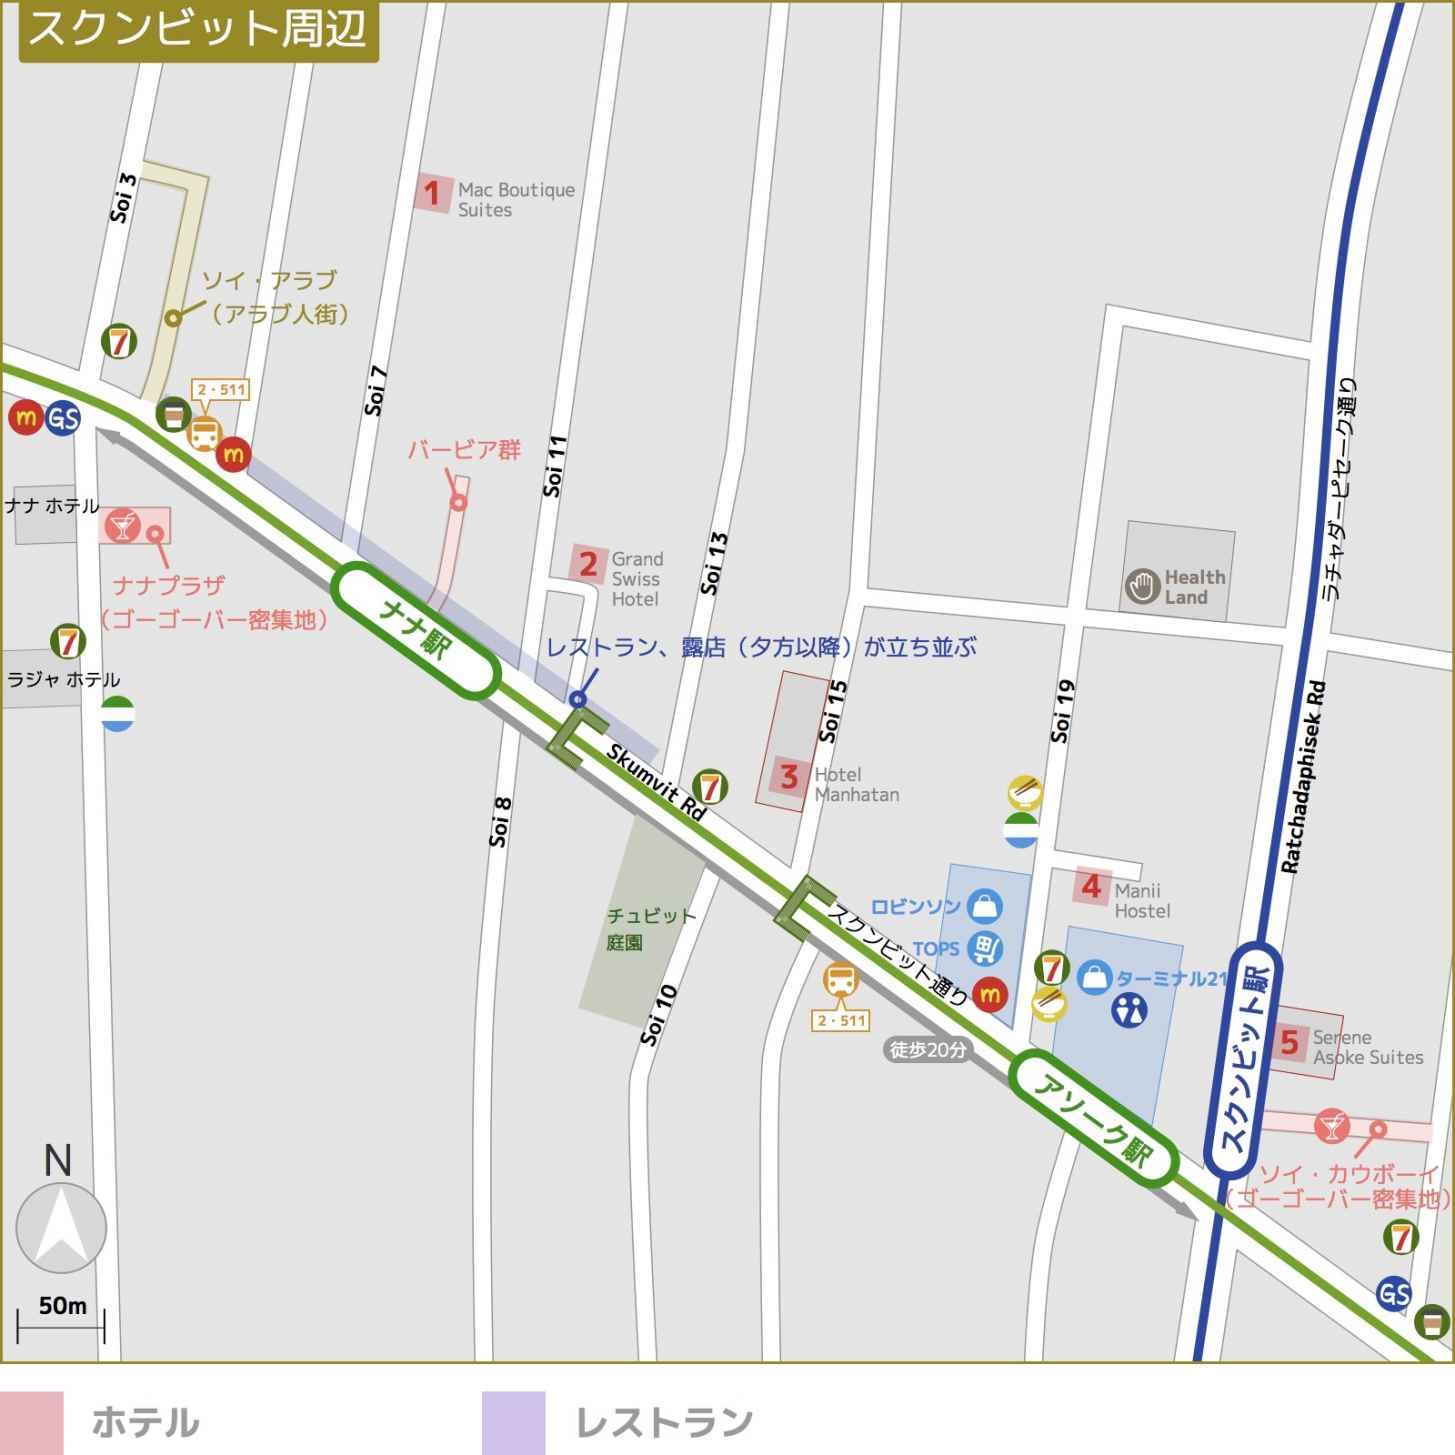 スクンビット周辺
Soi 3
1
Mac Boutique
Suites
ソイ・アラブ
（アラブ人街）
7
2・511
m
GS
m
Soi 7
バービア群
Soi 11
ラチャダーピセーク通り
ナナ ホテル
ナナプラザ
（ゴーゴーバー密集地）
2
Grand
Swiss
Hotel
Soi 13
Health
Land
ナナ駅
7
ラジャ ホテル
レストラン、露店（夕方以降）が立ち並ぶ
Soi 15
Soi 19
Ratchadaphisek Rd
Skumvit Rd
7
3
Hotel
Manhatan
Soi 8
チュビット
庭園
ロビンソン
TOPS
4
Manii
Hostel
スクンビット通り
m
7
ターミナル21
スクンビット駅
Soi 10
2・511
徒歩20分
5
Serene
Asoke Suites
アソーク駅
ソイ・カウボーイ
（ゴーゴーバー密集地）
N
7
GS
50m
ホテル
レストラン